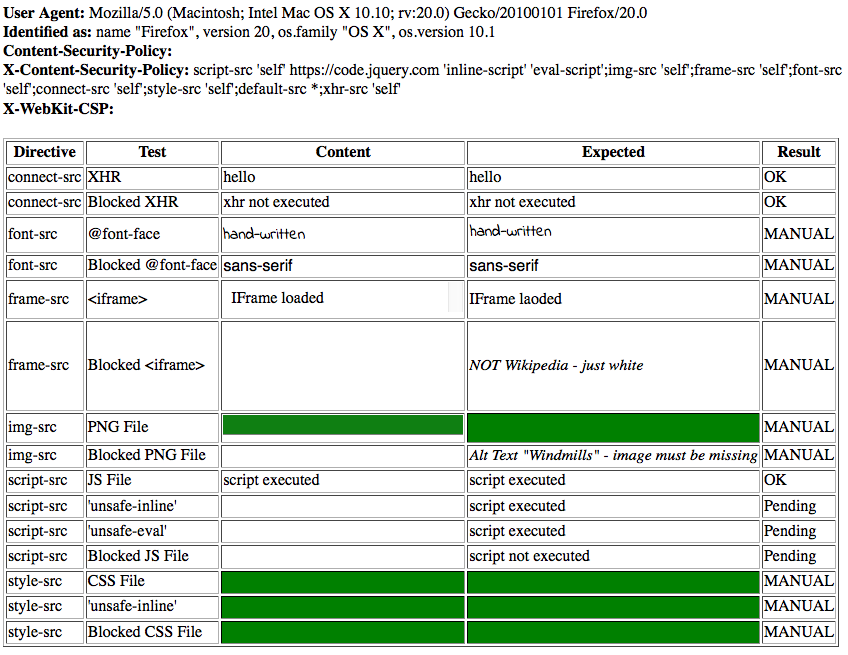 User Agent: Mozilla/5.0 (Macintosh; Intel Mac OS X 10.10; rv:20.0) Gecko/20100101 Firefox/20.0
Identified as: name "Firefox", version 20, os.family "OS X", os.version 10.1
Content-Security-Policy:
X-Content-Security-Policy: script-src 'self' https://code.jquery.com 'inline-script' 'eval-script';img-src 'self';frame-src 'self';font-src
'self';connect-src 'self';style-src 'self';default-src *;xhr-src 'self'
X-WebKit-CSP:
Directive Test Content Expected Result
connect-src XHR hello hello OK
connect-src Blocked XHR xhr not executed xhr not executed OK
font-src @font-face hand-written hand-written MANUAL
font-src Blocked @font-face sans-serif sans-serif MANUAL
frame-src <iframe> IFrame loaded IFrame laoded MANUAL
frame-src Blocked <iframe> NOT Wikipedia - just white MANUAL
img-src PNG File MANUAL
img-src Blocked PNG File Alt Text "Windmills" - image must be missing MANUAL
script-src JS File script executed script executed OK
script-src 'unsafe-inline' script executed Pending
script-src 'unsafe-eval' script executed Pending
script-src Blocked JS File script not executed Pending
style-src CSS File MANUAL
style-src 'unsafe-inline' MANUAL
style-src Blocked CSS File MANUAL